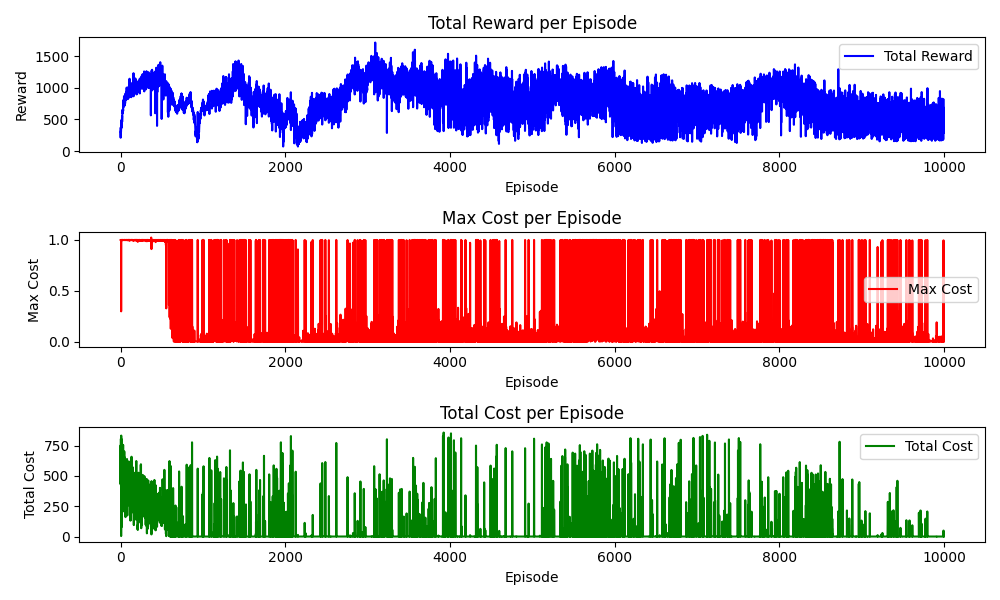 Total Reward per Episode
Reward
1500
1000
500
0
Total Reward
0 2000 4000 6000 8000 10000
Episode
Max Cost per Episode
Max Cost
1.0
0.5
0.0
Max Cost
0 2000 4000 6000 8000 10000
Episode
Total Cost per Episode
Total Cost
750
500
250
0
Total Cost
0 2000 4000 6000 8000 10000
Episode